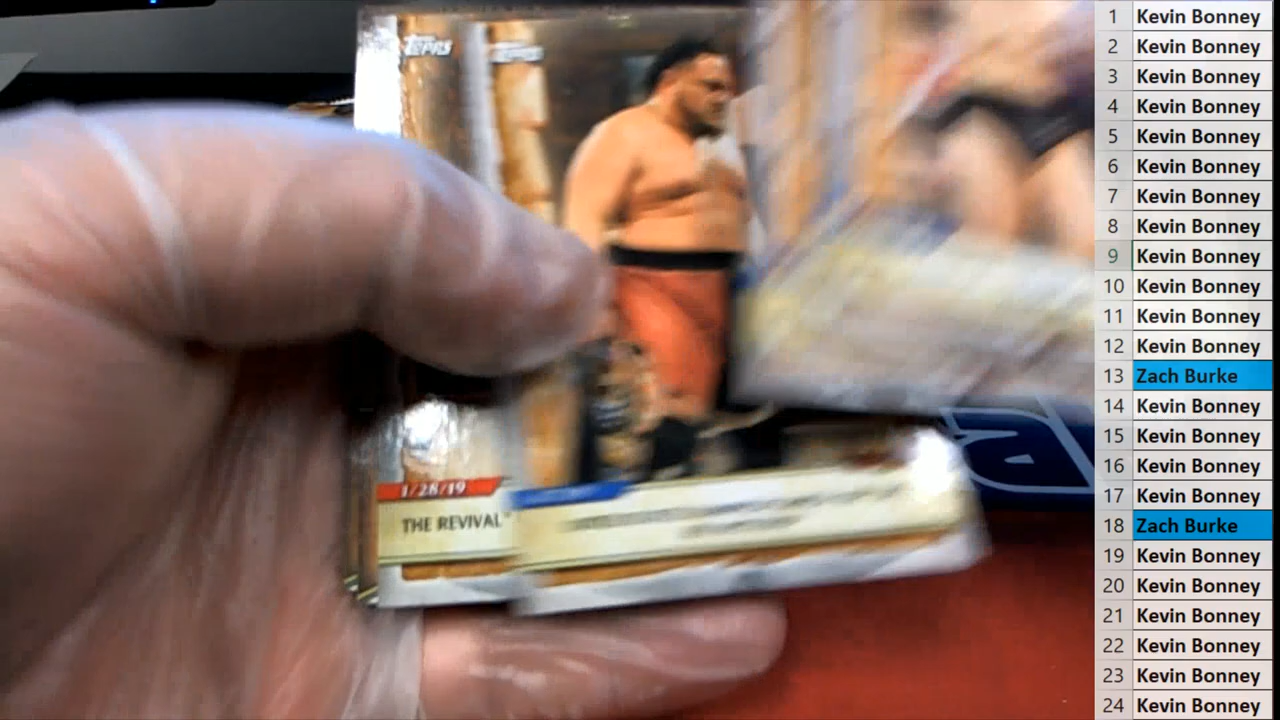 Topps
Topps
1/28/19
THE REVIVAL
1 Kevin Bonney
2 Kevin Bonney
3 Kevin Bonney
4 Kevin Bonney
5 Kevin Bonney
6 Kevin Bonney
7 Kevin Bonney
8 Kevin Bonney
9 Kevin Bonney
10 Kevin Bonney
11 Kevin Bonney
12 Kevin Bonney
13 Zach Burke
14 Kevin Bonney
15 Kevin Bonney
16 Kevin Bonney
17 Kevin Bonney
18 Zach Burke
19 Kevin Bonney
20 Kevin Bonney
21 Kevin Bonney
22 Kevin Bonney
23 Kevin Bonney
24 Kevin Bonney